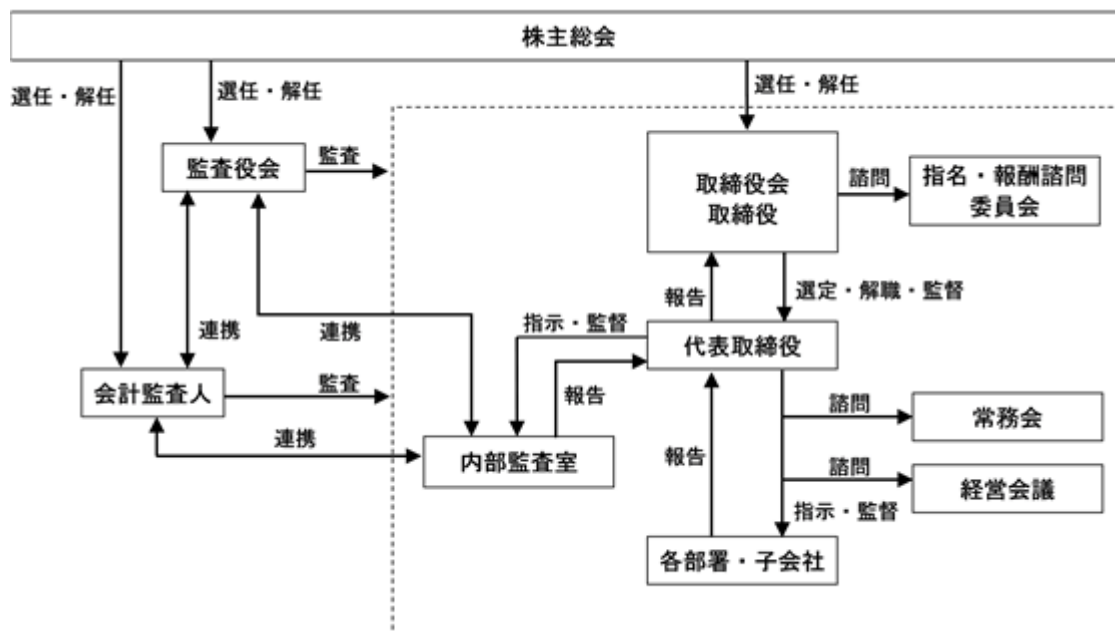 株主総会
選任・解任
選任・解任
選任・解任
監査役会
監査
取締役会
取締役
諮問
指名・報酬諮問
委員会
報告
選定・解職・監督
連携
連携
指示・監督
代表取締役
会計監査人
監査
報告
諮問
常務会
連携
内部監査室
報告
諮問
経営会議
指示・監督
各部署・子会社